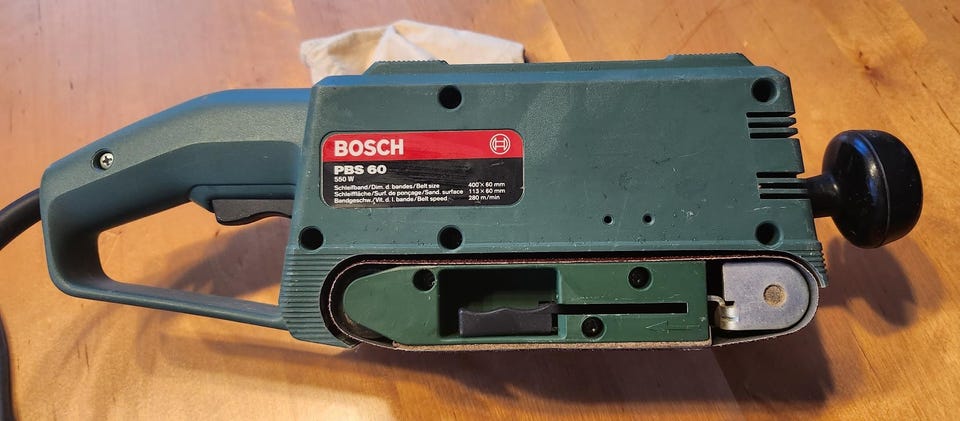 BOSCH
PBS 60
550 W
Schleifband/Dim. d. bandes/Belt size 400 x 60 mm
Schleiffläche/Surf. de ponçage/Sand. surface 113 x 60 mm
Bandgeschw./Vit. d. l. bande/Belt speed 280 m/min